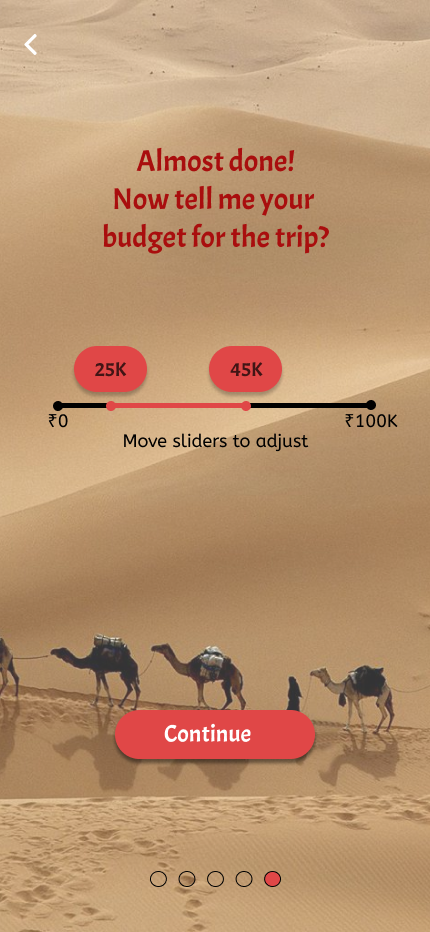 Almost done!
Now tell me your
budget for the trip?
25K 45K
₹0 ₹100K
Move sliders to adjust
Continue